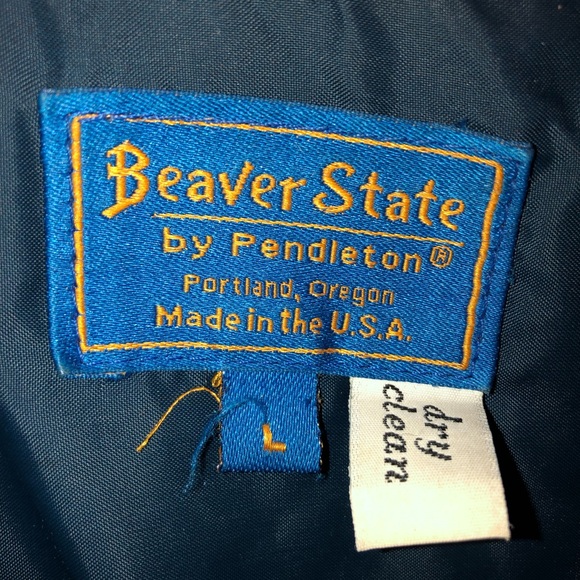 Beaver State
by Pendleton®
Portland, Oregon
Made in the U.S.A.
L
dry
clean